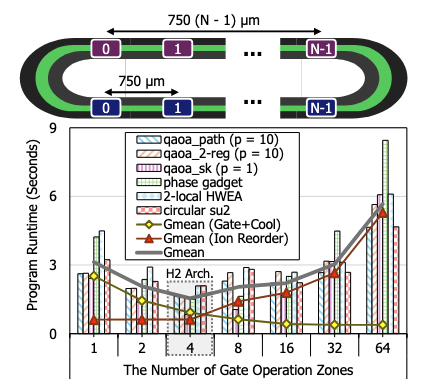 750 (N - 1) μm
0 1 ... N-1
750 μm
0 1 ... N-1
9
6
3
0
Program Runtime (Seconds)
qaoa_path (p = 10)
qaoa_2-reg (p = 10)
qaoa_sk (p = 1)
phase gadget
2-local HWEA
circular su2
Gmean (Gate+Cool)
Gmean (Ion Reorder)
Gmean
H2 Arch.
1 2 4 8 16 32 64
The Number of Gate Operation Zones